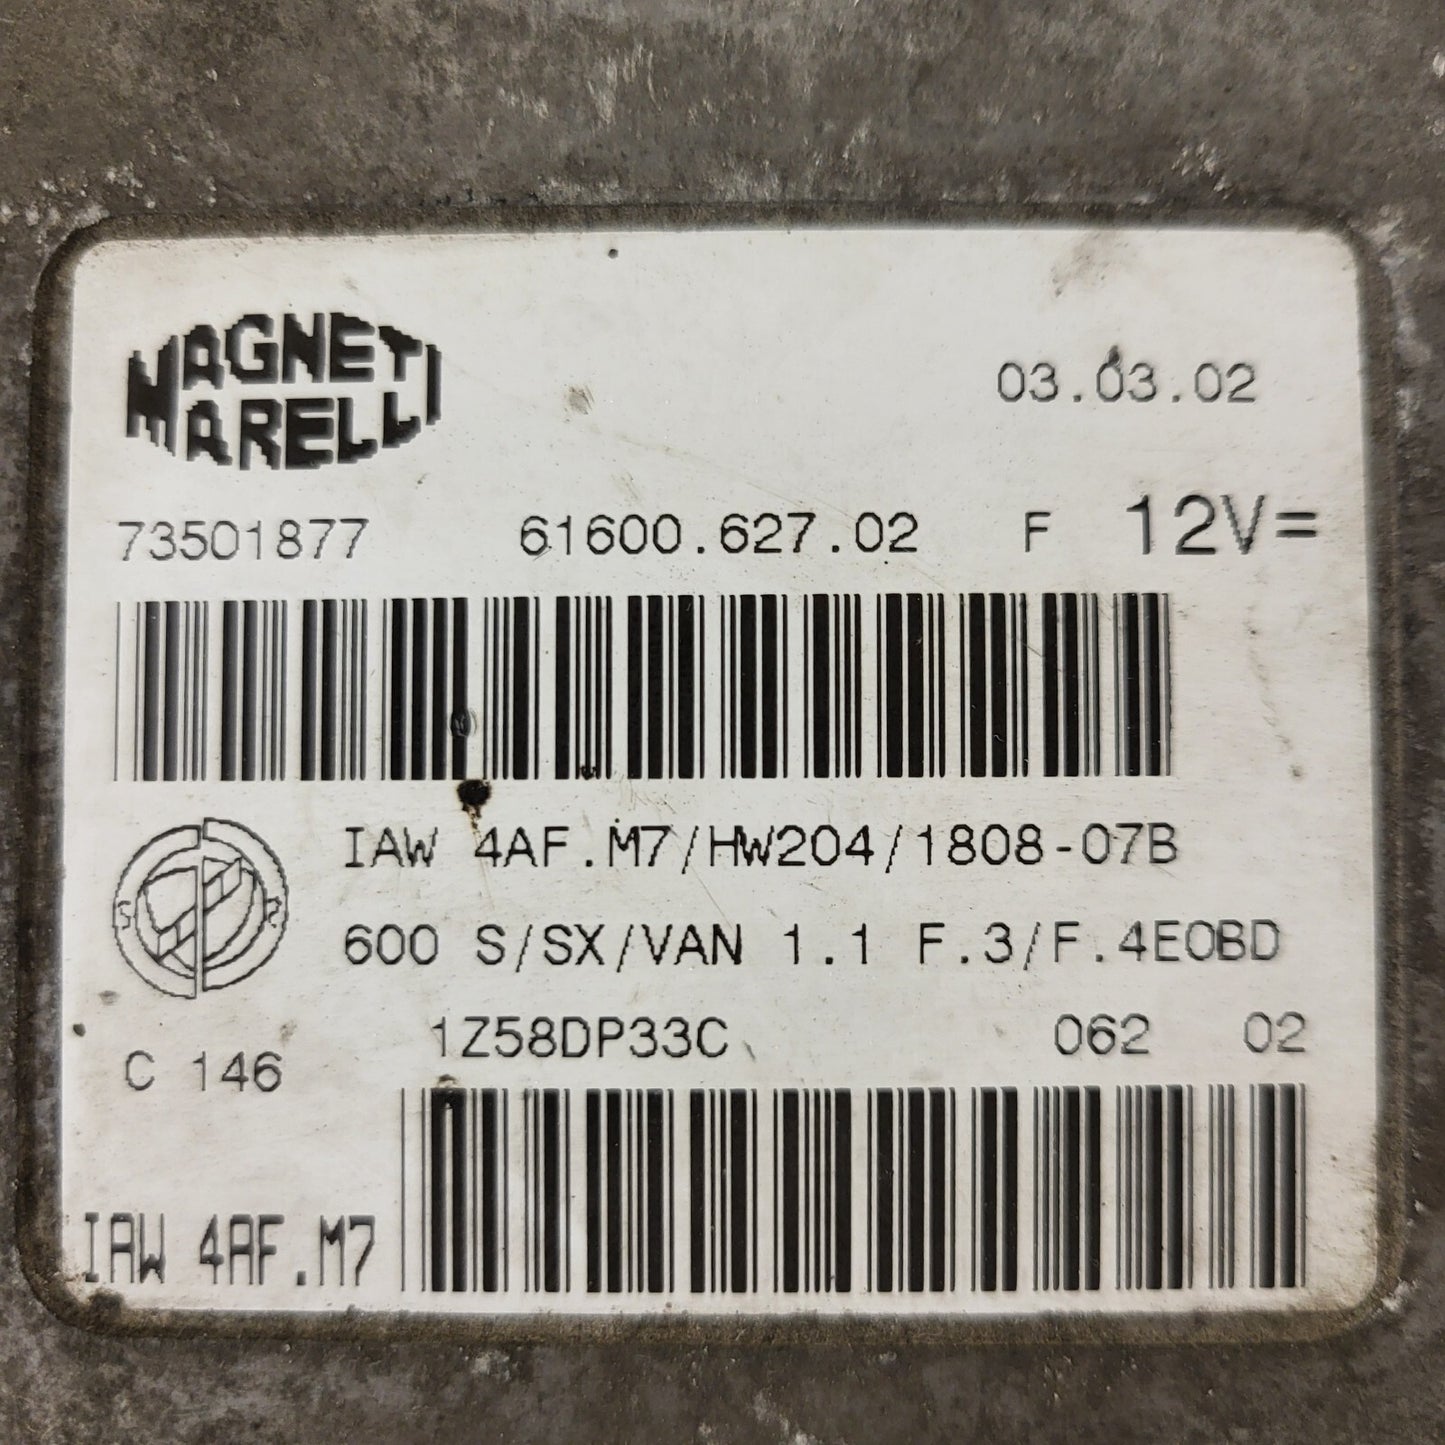 MAGNETI
MARELLI
03.03.02
73501877 61600.627.02 F 12V=
IAW 4AF.M7/HW204/1808-07B
S R
600 S/SX/VAN 1.1 F.3/F.4EOBD
1Z58DP33C 062 02
C 146
IAW 4AF.M7